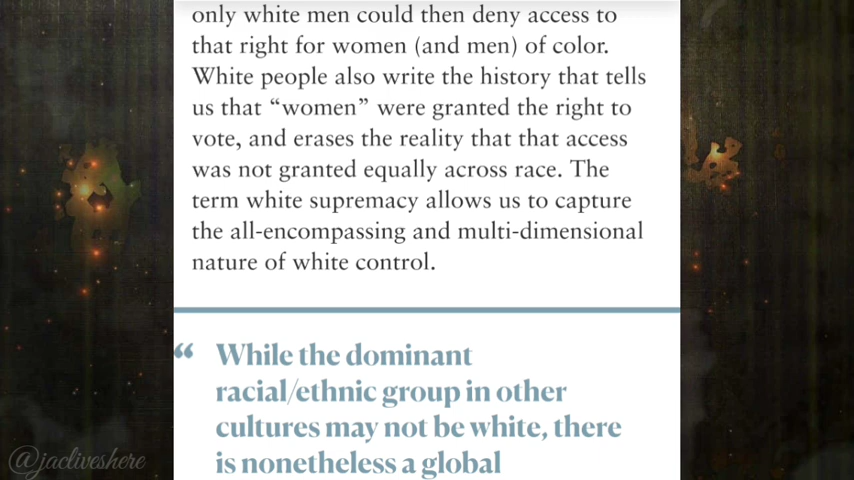 only white men could then deny access to
that right for women (and men) of color.
White people also write the history that tells
us that “women” were granted the right to
vote, and erases the reality that that access
was not granted equally across race. The
term white supremacy allows us to capture
the all-encompassing and multi-dimensional
nature of white control.
“ While the dominant
racial/ethnic group in other
cultures may not be white, there
is nonetheless a global
@jacliveshere